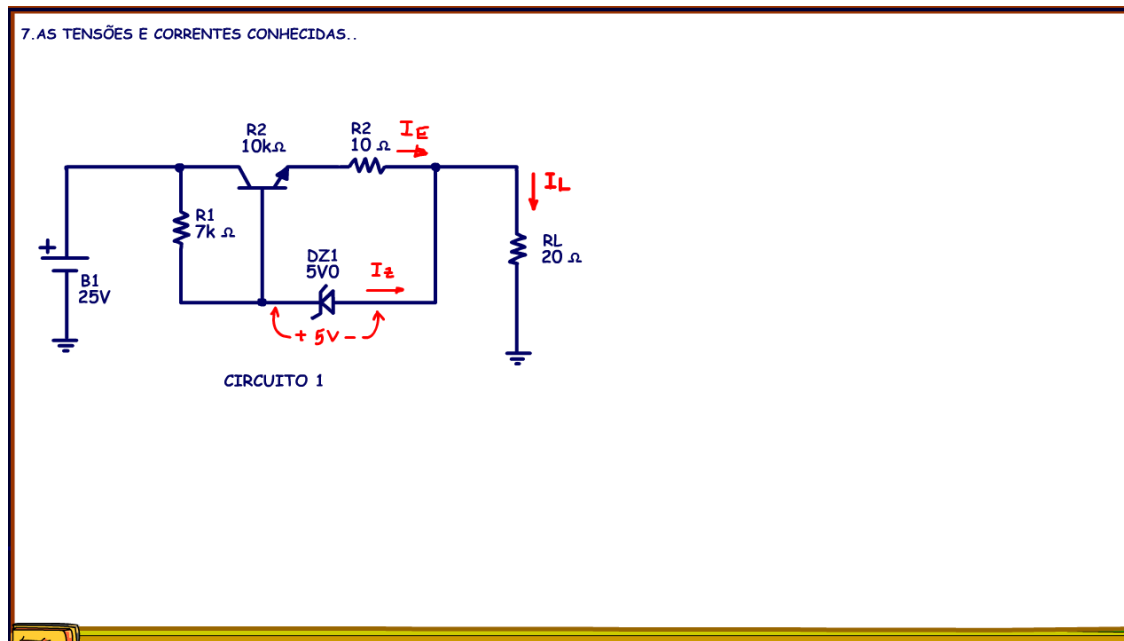 7.AS TENSÕES E CORRENTES CONHECIDAS..
R2
10kΩ
R2
10 Ω
IE
IL
R1
7k Ω
RL
20 Ω
+
B1
25V
DZ1
5V0
Iz
+ 5V -
CIRCUITO 1